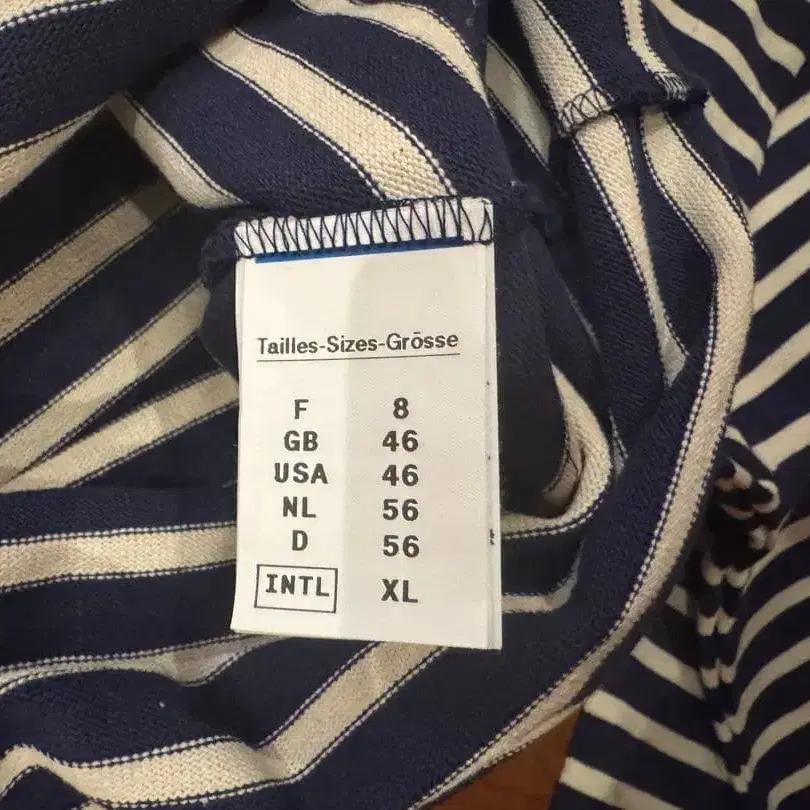 Tailles-Sizes-Grösse
F 8
GB 46
USA 46
NL 56
D 56
INTL XL